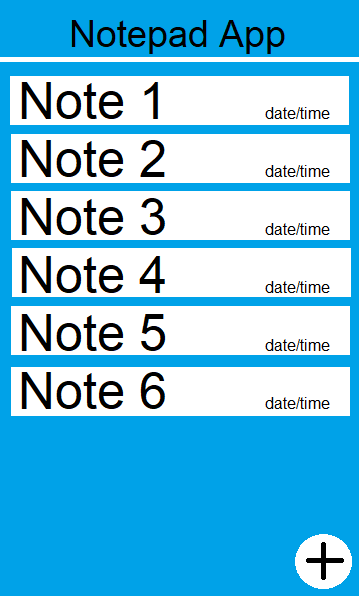 Notepad App
Note 1 date/time
Note 2 date/time
Note 3 date/time
Note 4 date/time
Note 5 date/time
Note 6 date/time